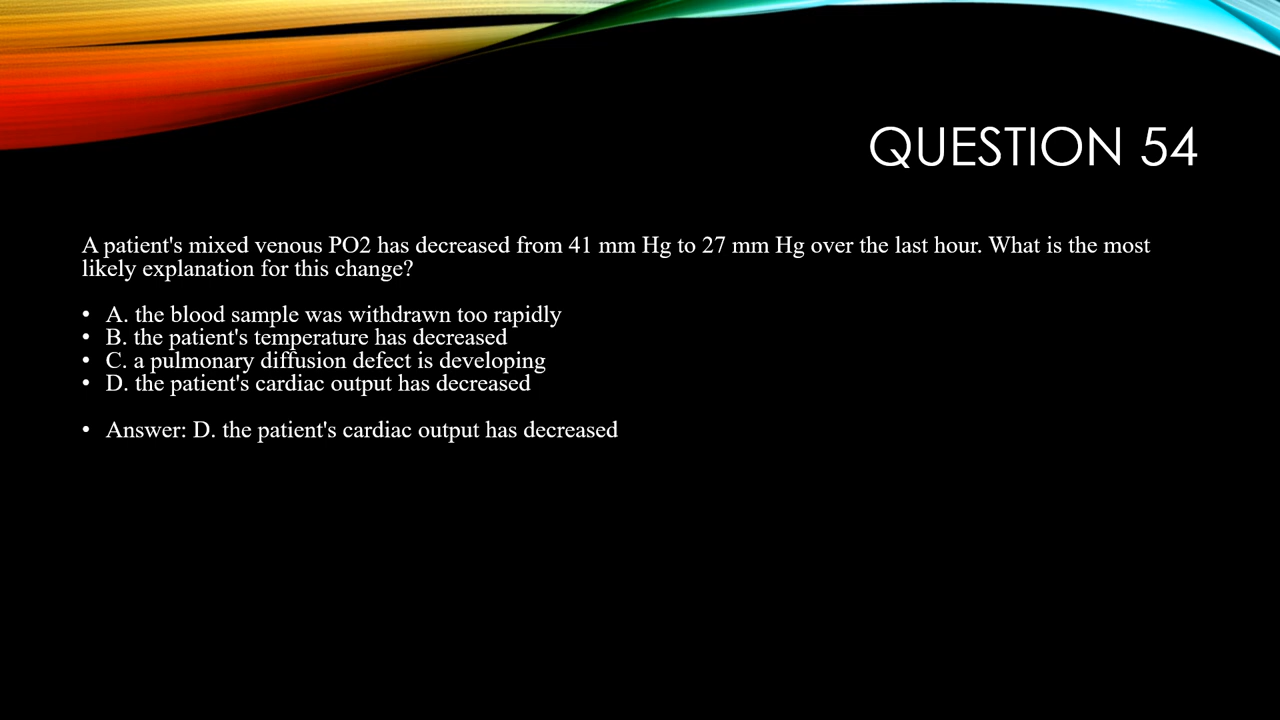 QUESTION 54
A patient's mixed venous PO2 has decreased from 41 mm Hg to 27 mm Hg over the last hour. What is the most
likely explanation for this change?
• A. the blood sample was withdrawn too rapidly
• B. the patient's temperature has decreased
• C. a pulmonary diffusion defect is developing
• D. the patient's cardiac output has decreased
• Answer: D. the patient's cardiac output has decreased